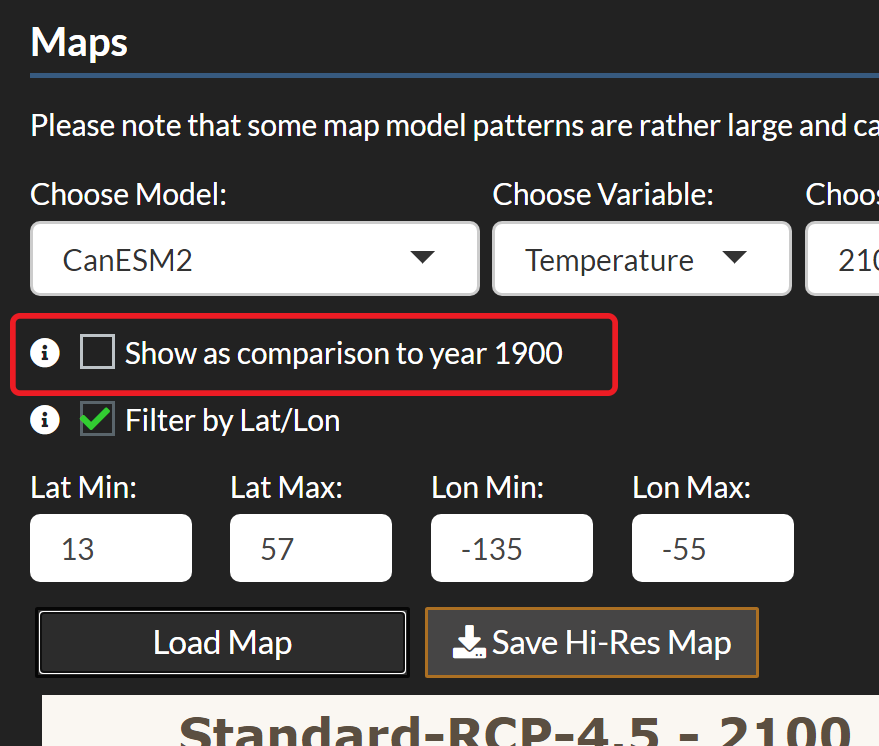 Maps
Please note that some map model patterns are rather large and ca
Choose Model: Choose Variable: Choos
CanESM2 Temperature 210
Show as comparison to year 1900
Filter by Lat/Lon
Lat Min: Lat Max: Lon Min: Lon Max:
13 57 -135 -55
Load Map Save Hi-Res Map
Standard-RCP-4.5 - 2100